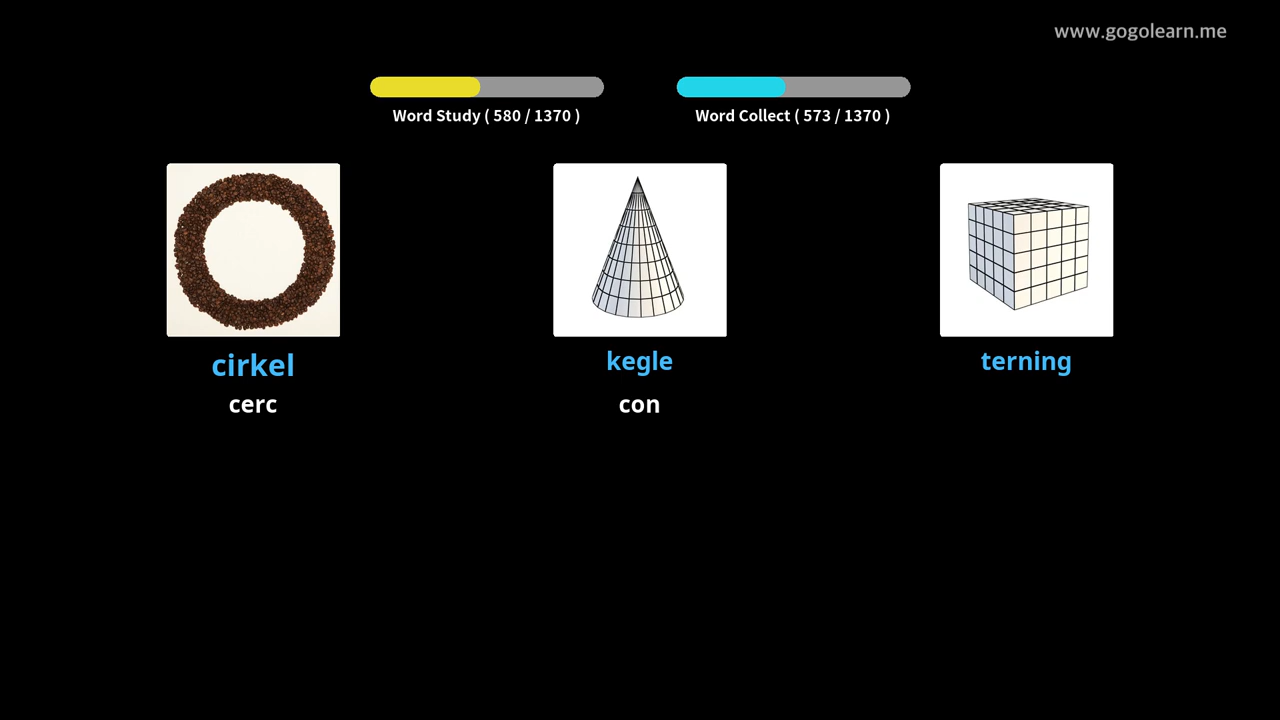 www.gogolearn.me
Word Study ( 580 / 1370 )
Word Collect ( 573 / 1370 )
cirkel
kegle
terning
cerc
con